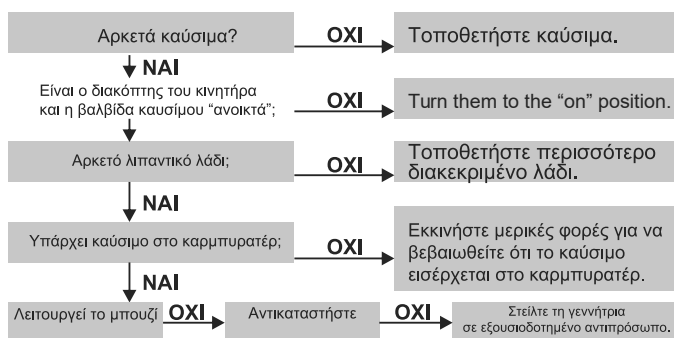 Αρκετά καύσιμα?
ΟΧΙ
Τοποθετήστε καύσιμα.
ΝΑΙ
Είναι ο διακόπτης του κινητήρα
και η βαλβίδα καυσίμου “ανοικτά”;
ΟΧΙ
Turn them to the “on” position.
Αρκετό λιπαντικό λάδι;
ΟΧΙ
Τοποθετήστε περισσότερο
διακεκριμένο λάδι.
ΝΑΙ
Υπάρχει καύσιμο στο καρμπυρατέρ;
ΟΧΙ
Εκκινήστε μερικές φορές για να
βεβαιωθείτε ότι το καύσιμο
εισέρχεται στο καρμπυρατέρ.
ΝΑΙ
Λειτουργεί το μπουζί
ΟΧΙ
Αντικαταστήστε
ΟΧΙ
Στείλτε τη γεννήτρια
σε εξουσιοδοτημένο αντιπρόσωπο.